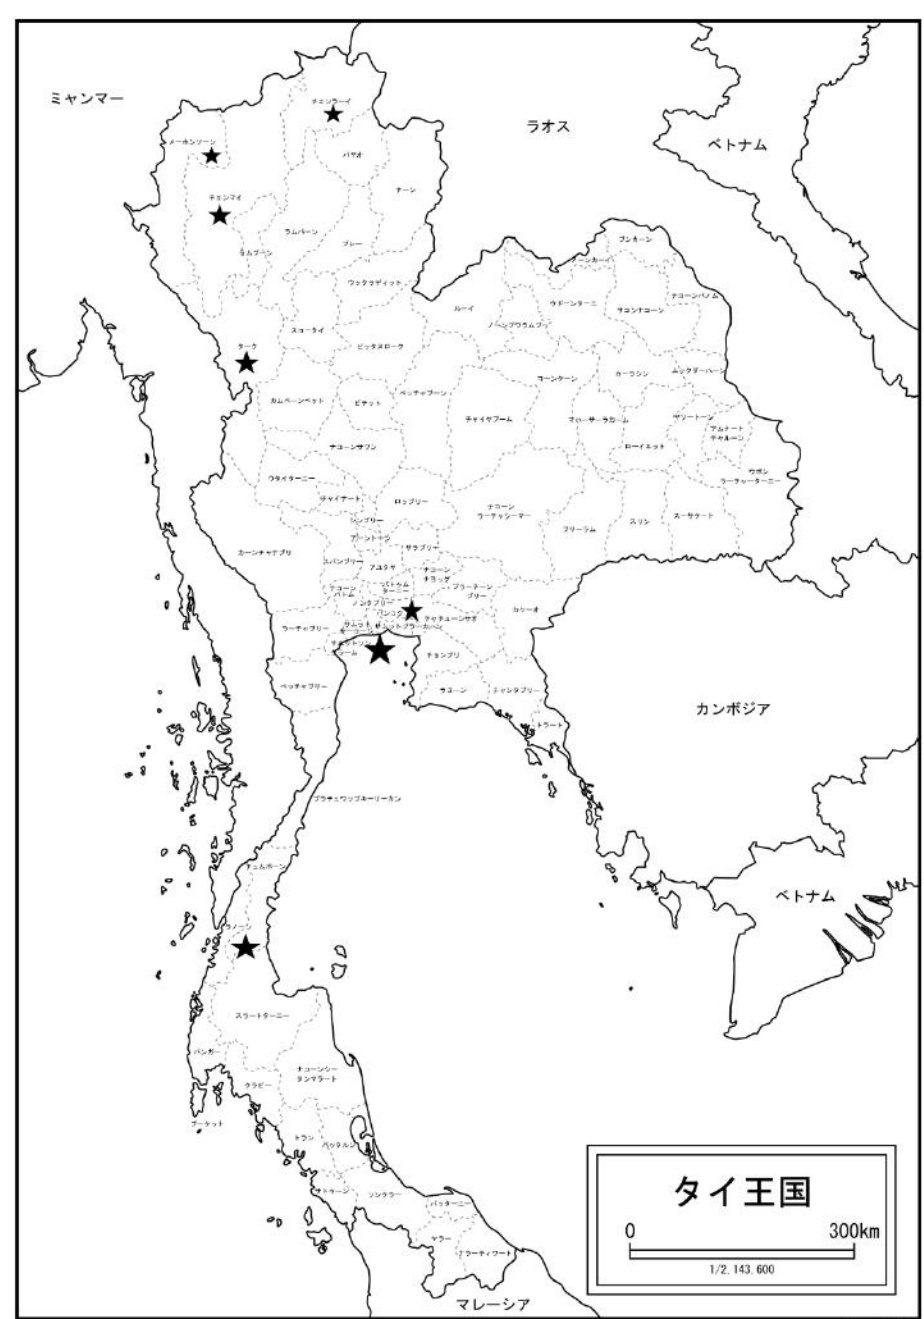 ミャンマー
チェンラーイ
ラオス
ベトナム
メーホンソーン
パヤオ
チェンマイ
ナーン
ラムパーン
プレー
ラムプーン
ブンカーン
ウッタラディット
ルーイ
ウドーンターニ
サコンナコーン
ナコーンパノム
スコータイ
ターク
ピッタヌローク
コーンケーン
カーラシン
ムックダーハーン
カムペーンペット
ピチット
ペッチャブーン
チャイヤプーム
マハーサーラカーム
ローイエット
ヤソートーン
アムナート
チャルーン
ナコーンサワン
ウタイターニー
チャイナート
ロッブリー
ナコーン
ラーチャシーマー
ブリーラム
スリン
シーサケート
ウボン
ラーチャーターニー
シンブリー
アーントーン
サラブリー
カーンチャナブリ
スパンブリー
アユタヤ
ナコーン
ナヨック
プラーチーン
ブリー
ナコーン
パトム
パトゥム
ターニー
ノンタブリー
バンコク
チャチューンサオ
サケーオ
ラーチャブリー
サムットプラーカーン
チョンブリ
ペッチャブリー
ラヨーン
チャンタブリー
トラート
カンボジア
プラチュワップキーリーカン
チュムポーン
ベトナム
ラノーン
スラートターニー
パンガー
クラビー
ナコーンシー
タンマラート
プーケット
トラン
パッタルン
サトゥーン
ソンクラー
パッターニー
ヤラー
ナラーティワート
マレーシア
タイ王国
0 300km
1/2,143,600